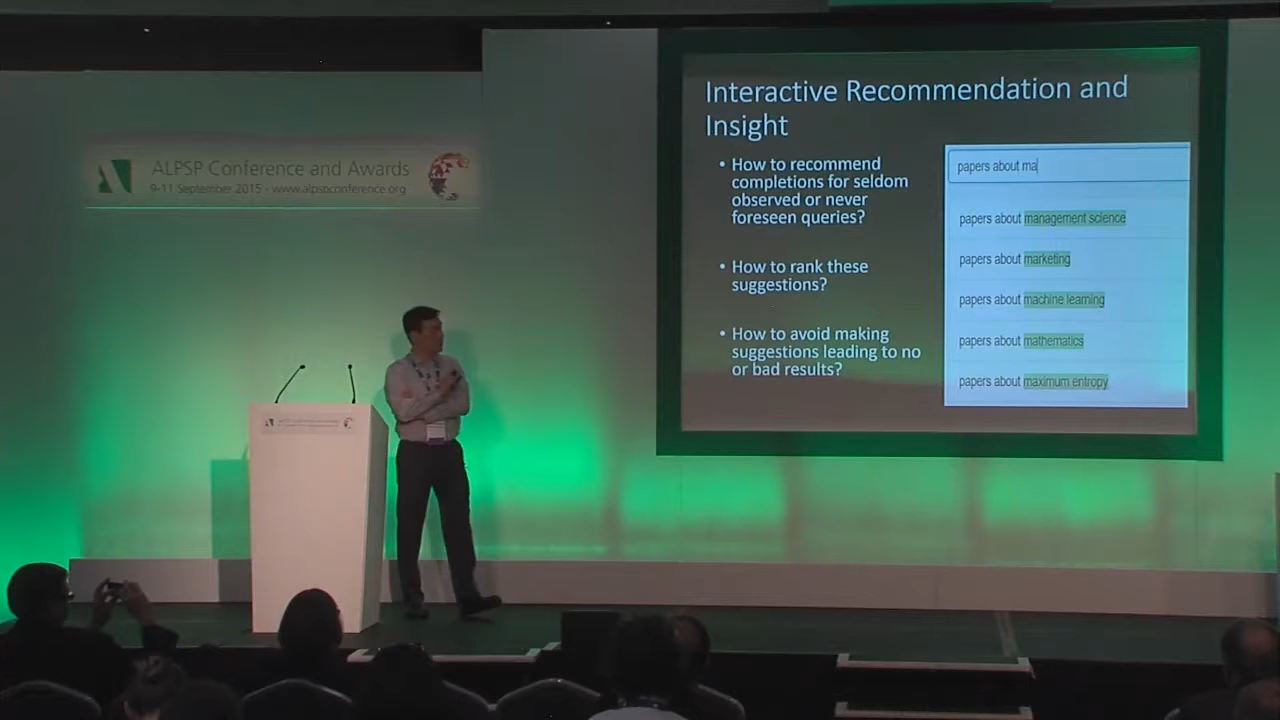 ALPSP Conference and Awards
9-11 September 2015 - www.alpspconference.org
Interactive Recommendation and
Insight
• How to recommend
completions for seldom
observed or never
foreseen queries?
• How to rank these
suggestions?
• How to avoid making
suggestions leading to no
or bad results?
papers about ma
papers about management science
papers about marketing
papers about machine learning
papers about mathematics
papers about maximum entropy